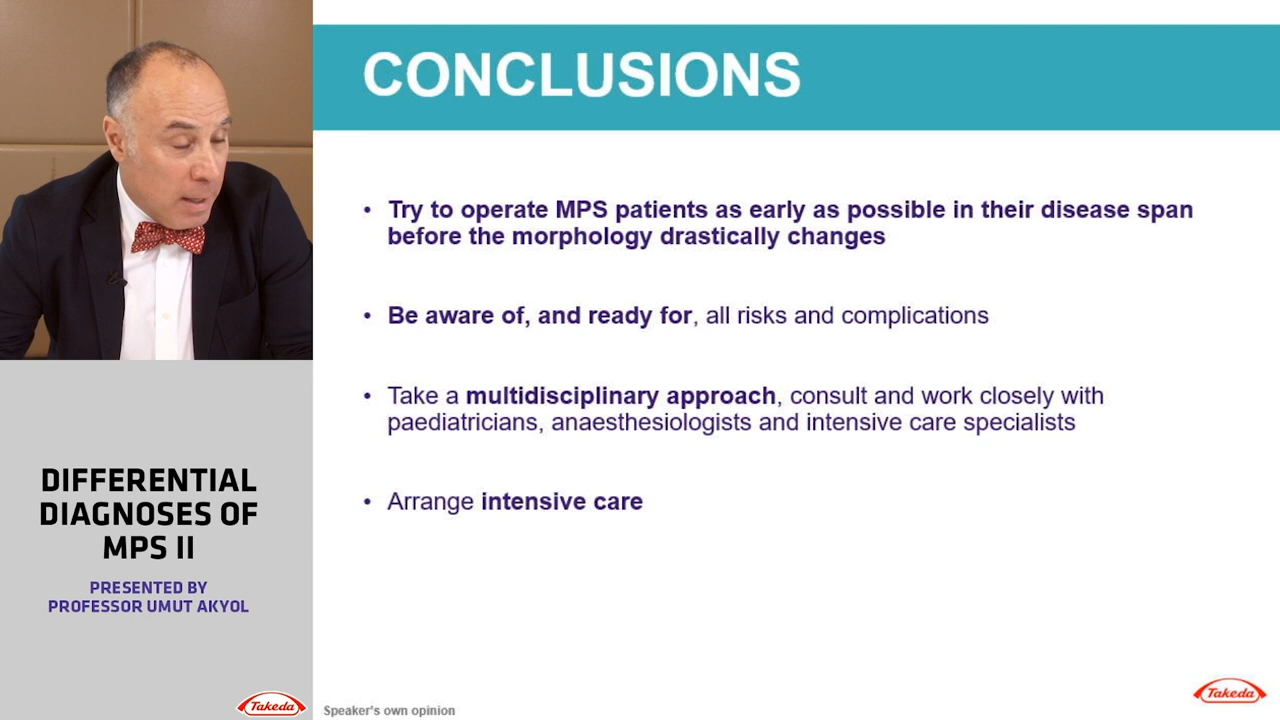 CONCLUSIONS
• Try to operate MPS patients as early as possible in their disease span
before the morphology drastically changes
• Be aware of, and ready for, all risks and complications
• Take a multidisciplinary approach, consult and work closely with
paediatricians, anaesthesiologists and intensive care specialists
• Arrange intensive care
DIFFERENTIAL
DIAGNOSES OF
MPS II
PRESENTED BY
PROFESSOR UMUT AKYOL
Takeda
Speaker's own opinion
Takeda